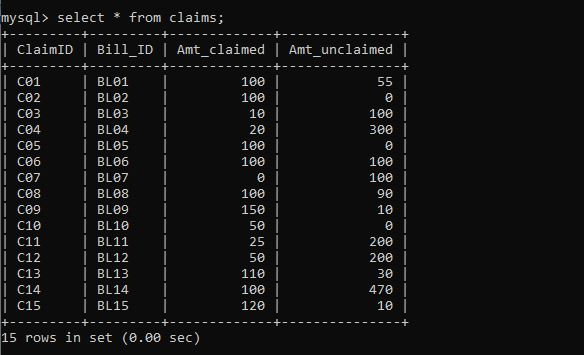 mysql> select * from claims;
+---------+---------+-------------+---------------+
| ClaimID | Bill_ID | Amt_claimed | Amt_unclaimed |
+---------+---------+-------------+---------------+
| C01     | BL01    |         100 |            55 |
| C02     | BL02    |         100 |             0 |
| C03     | BL03    |          10 |           100 |
| C04     | BL04    |          20 |           300 |
| C05     | BL05    |         100 |             0 |
| C06     | BL06    |         100 |           100 |
| C07     | BL07    |           0 |           100 |
| C08     | BL08    |         100 |            90 |
| C09     | BL09    |         150 |            10 |
| C10     | BL10    |          50 |             0 |
| C11     | BL11    |          25 |           200 |
| C12     | BL12    |          50 |           200 |
| C13     | BL13    |         110 |            30 |
| C14     | BL14    |         100 |           470 |
| C15     | BL15    |         120 |            10 |
+---------+---------+-------------+---------------+
15 rows in set (0.00 sec)